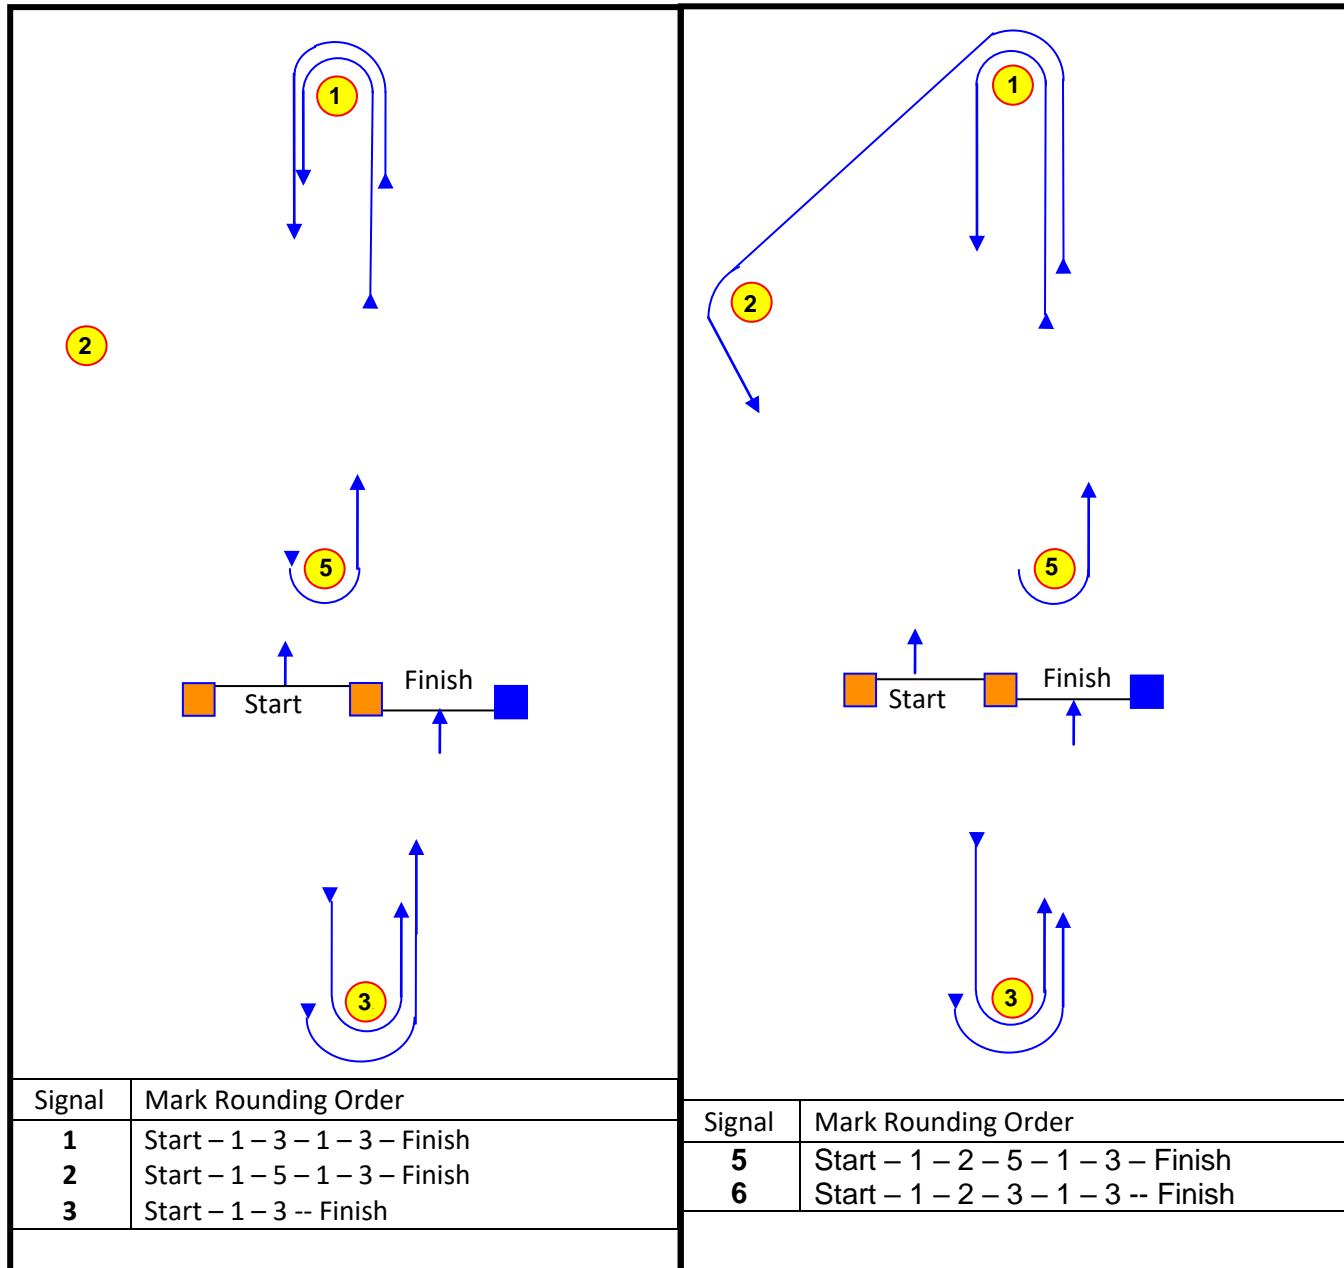 1
2
5
Finish
Start
3
Signal Mark Rounding Order
1 Start – 1 – 3 – 1 – 3 – Finish
2 Start – 1 – 5 – 1 – 3 – Finish
3 Start – 1 – 3 -- Finish
1
2
5
Finish
Start
3
Signal Mark Rounding Order
5 Start – 1 – 2 – 5 – 1 – 3 – Finish
6 Start – 1 – 2 – 3 – 1 – 3 -- Finish